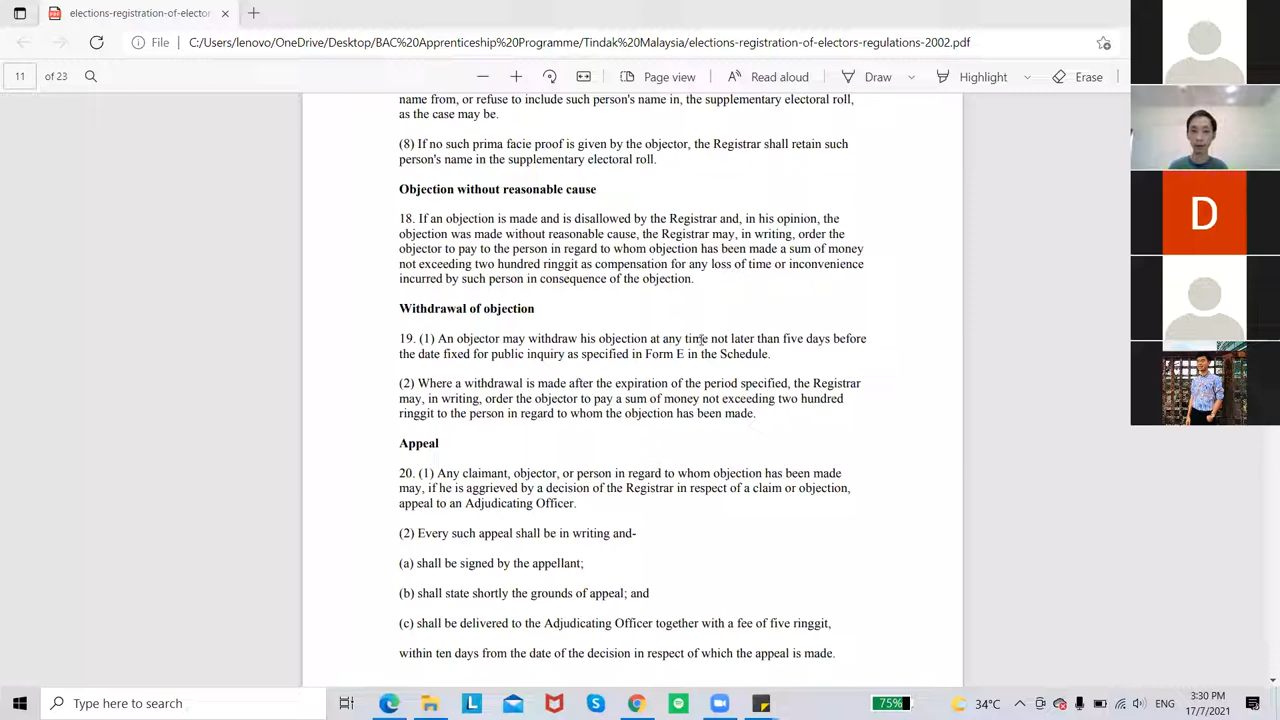 elections-registration-of-elector
File
C:/Users/lenovo/OneDrive/Desktop/BAC%20Apprenticeship%20Programme/Tindak%20Malaysia/elections-registration-of-electors-regulations-2002.pdf
11 of 23
Page view
Read aloud
Draw
Highlight
Erase
name from, or refuse to include such person's name in, the supplementary electoral roll,
as the case may be.
(8) If no such prima facie proof is given by the objector, the Registrar shall retain such
person's name in the supplementary electoral roll.
Objection without reasonable cause
18. If an objection is made and is disallowed by the Registrar and, in his opinion, the
objection was made without reasonable cause, the Registrar may, in writing, order the
objector to pay to the person in regard to whom objection has been made a sum of money
not exceeding two hundred ringgit as compensation for any loss of time or inconvenience
incurred by such person in consequence of the objection.
Withdrawal of objection
19. (1) An objector may withdraw his objection at any time not later than five days before
the date fixed for public inquiry as specified in Form E in the Schedule.
(2) Where a withdrawal is made after the expiration of the period specified, the Registrar
may, in writing, order the objector to pay a sum of money not exceeding two hundred
ringgit to the person in regard to whom the objection has been made.
Appeal
20. (1) Any claimant, objector, or person in regard to whom objection has been made
may, if he is aggrieved by a decision of the Registrar in respect of a claim or objection,
appeal to an Adjudicating Officer.
(2) Every such appeal shall be in writing and-
(a) shall be signed by the appellant;
(b) shall state shortly the grounds of appeal; and
(c) shall be delivered to the Adjudicating Officer together with a fee of five ringgit,
within ten days from the date of the decision in respect of which the appeal is made.
D
Type here to search
75%
34°C
ENG
3:30 PM
17/7/2021